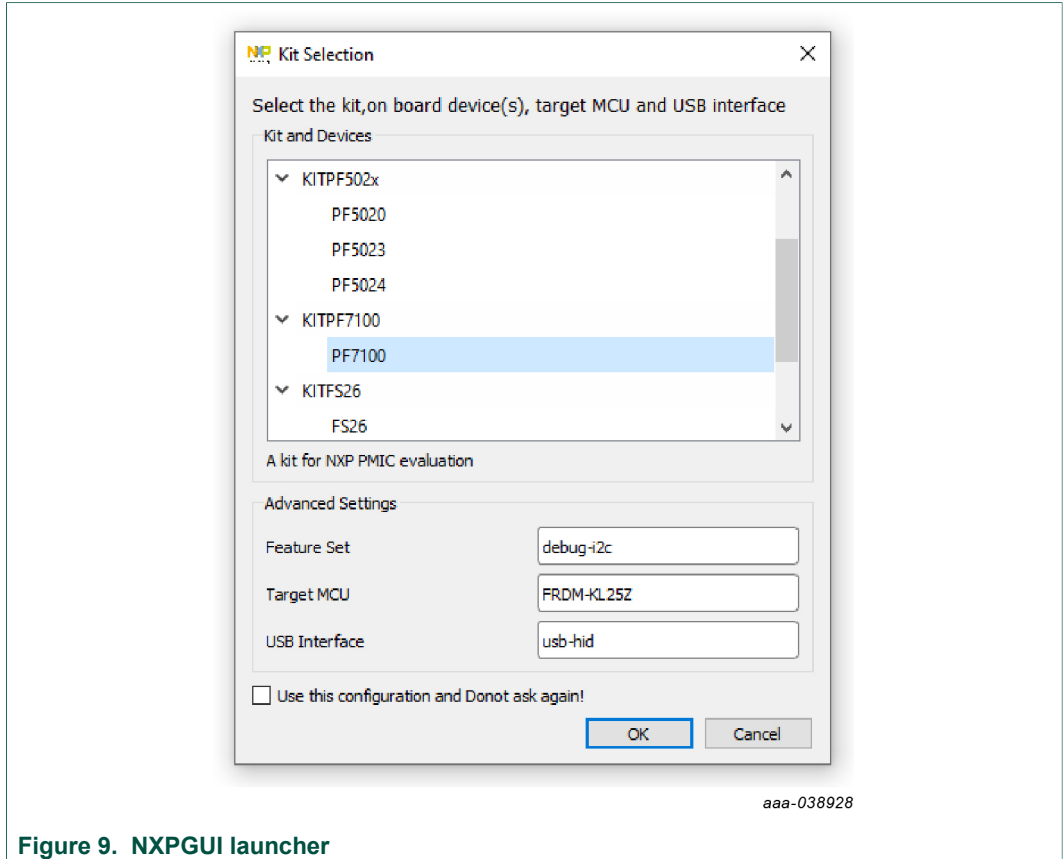 NXP Kit Selection
Select the kit,on board device(s), target MCU and USB interface
Kit and Devices
KITPF502x
PF5020
PF5023
PF5024
KITPF7100
PF7100
KITFS26
FS26
A kit for NXP PMIC evaluation
Advanced Settings
Feature Set debug-i2c
Target MCU FRDM-KL25Z
USB Interface usb-hid
Use this configuration and Donot ask again!
OK Cancel
aaa-038928
Figure 9. NXPGUI launcher